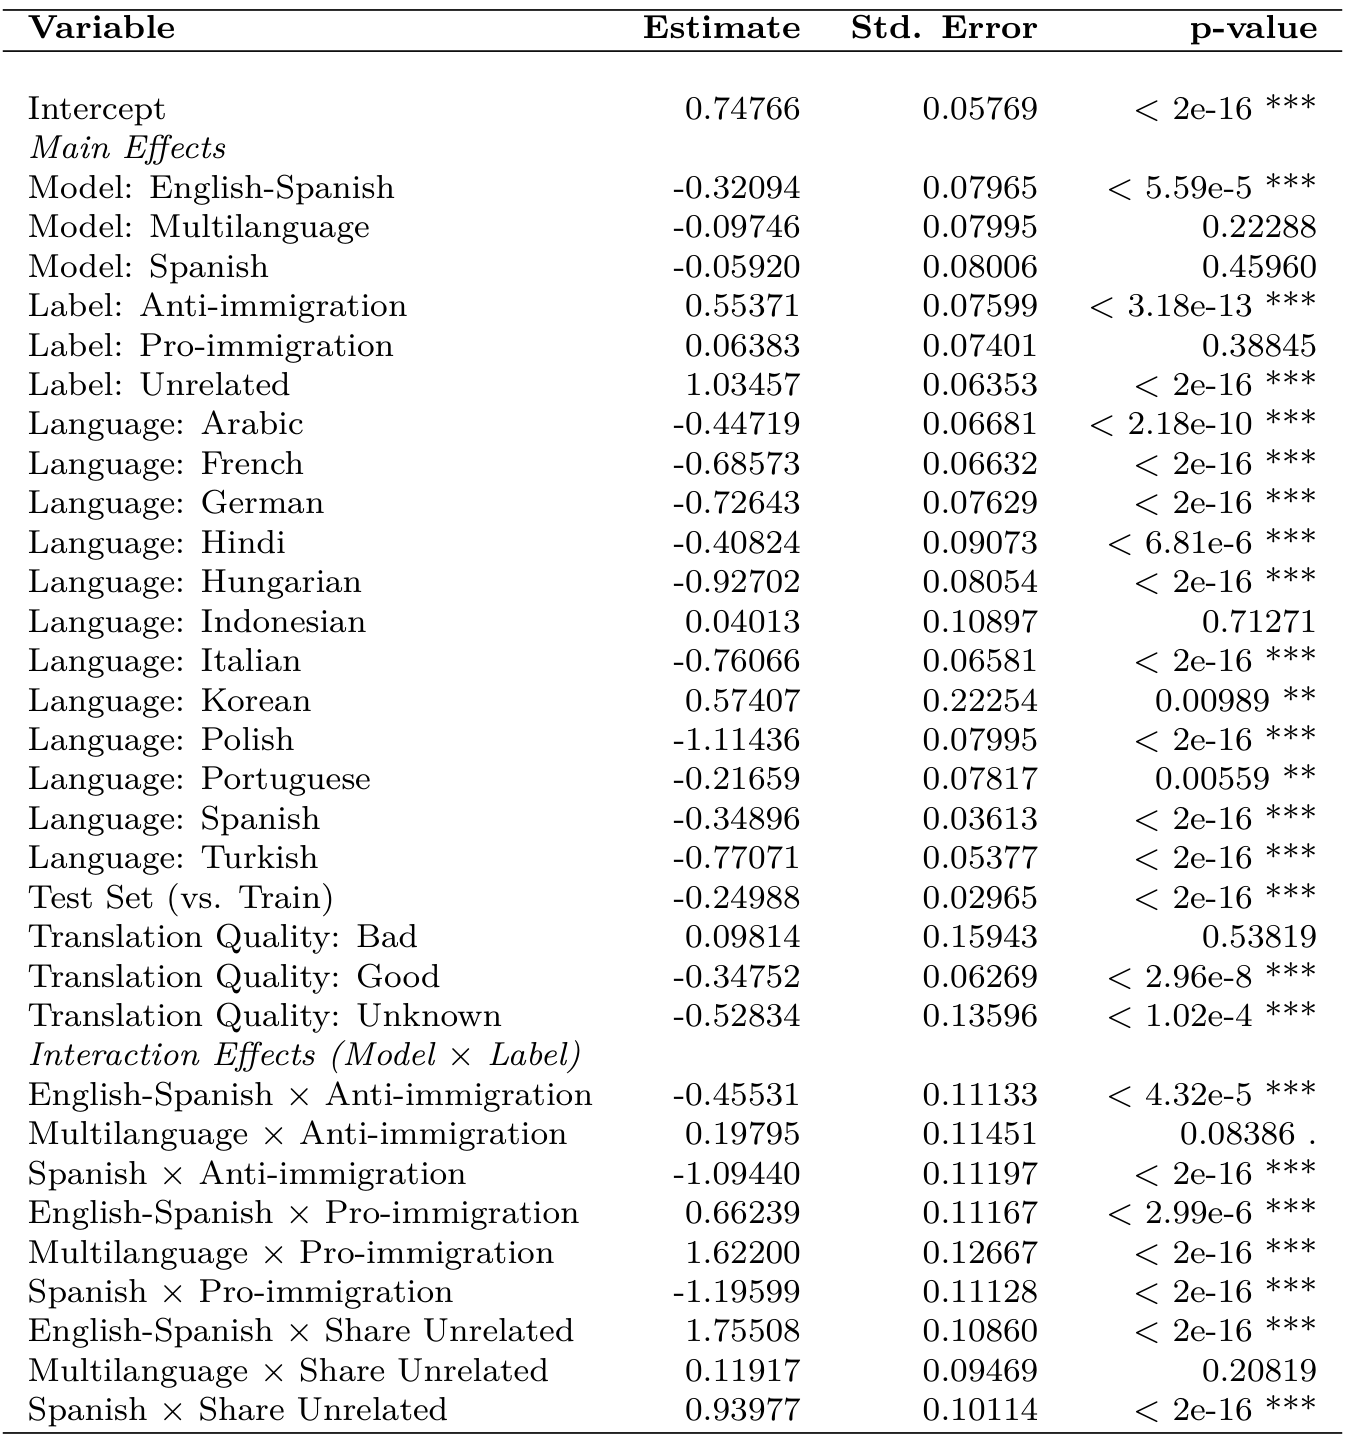 Variable Estimate Std. Error p-value
Intercept 0.74766 0.05769 < 2e-16 ***
Main Effects
Model: English-Spanish -0.32094 0.07965 < 5.59e-5 ***
Model: Multilanguage -0.09746 0.07995 0.22288
Model: Spanish -0.05920 0.08006 0.45960
Label: Anti-immigration 0.55371 0.07599 < 3.18e-13 ***
Label: Pro-immigration 0.06383 0.07401 0.38845
Label: Unrelated 1.03457 0.06353 < 2e-16 ***
Language: Arabic -0.44719 0.06681 < 2.18e-10 ***
Language: French -0.68573 0.06632 < 2e-16 ***
Language: German -0.72643 0.07629 < 2e-16 ***
Language: Hindi -0.40824 0.09073 < 6.81e-6 ***
Language: Hungarian -0.92702 0.08054 < 2e-16 ***
Language: Indonesian 0.04013 0.10897 0.71271
Language: Italian -0.76066 0.06581 < 2e-16 ***
Language: Korean 0.57407 0.22254 0.00989 **
Language: Polish -1.11436 0.07995 < 2e-16 ***
Language: Portuguese -0.21659 0.07817 0.00559 **
Language: Spanish -0.34896 0.03613 < 2e-16 ***
Language: Turkish -0.77071 0.05377 < 2e-16 ***
Test Set (vs. Train) -0.24988 0.02965 < 2e-16 ***
Translation Quality: Bad 0.09814 0.15943 0.53819
Translation Quality: Good -0.34752 0.06269 < 2.96e-8 ***
Translation Quality: Unknown -0.52834 0.13596 < 1.02e-4 ***
Interaction Effects (Model × Label)
English-Spanish × Anti-immigration -0.45531 0.11133 < 4.32e-5 ***
Multilanguage × Anti-immigration 0.19795 0.11451 0.08386 .
Spanish × Anti-immigration -1.09440 0.11197 < 2e-16 ***
English-Spanish × Pro-immigration 0.66239 0.11167 < 2.99e-6 ***
Multilanguage × Pro-immigration 1.62200 0.12667 < 2e-16 ***
Spanish × Pro-immigration -1.19599 0.11128 < 2e-16 ***
English-Spanish × Share Unrelated 1.75508 0.10860 < 2e-16 ***
Multilanguage × Share Unrelated 0.11917 0.09469 0.20819
Spanish × Share Unrelated 0.93977 0.10114 < 2e-16 ***